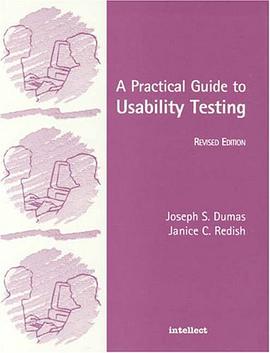 A Practical Guide to
Usability Testing
REVISED EDITION
Joseph S. Dumas
Janice C. Redish
intellect